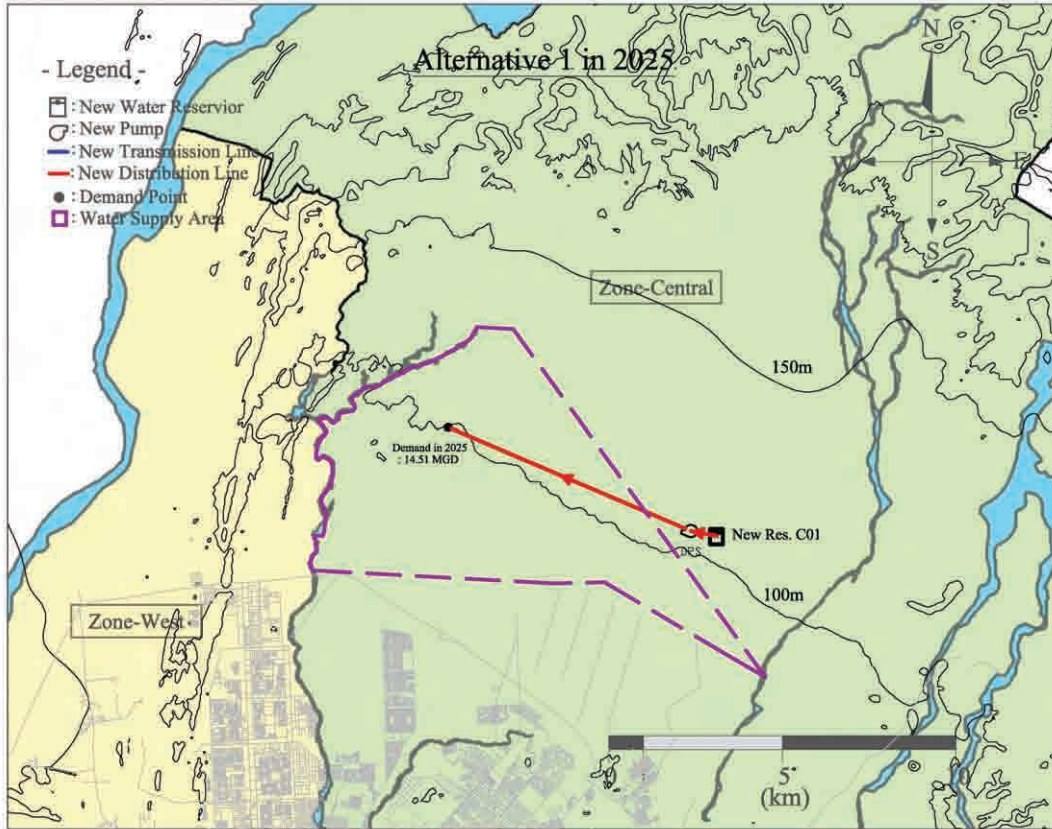 Alternative 1 in 2025
- Legend -
: New Water Reservior
: New Pump
: New Transmission Line
: New Distribution Line
: Demand Point
: Water Supply Area
N
W
E
S
Zone-Central
150m
Demand in 2025
: 14.51 MGD
New Res. C01
DPS
100m
Zone-West
0
5
10
(km)